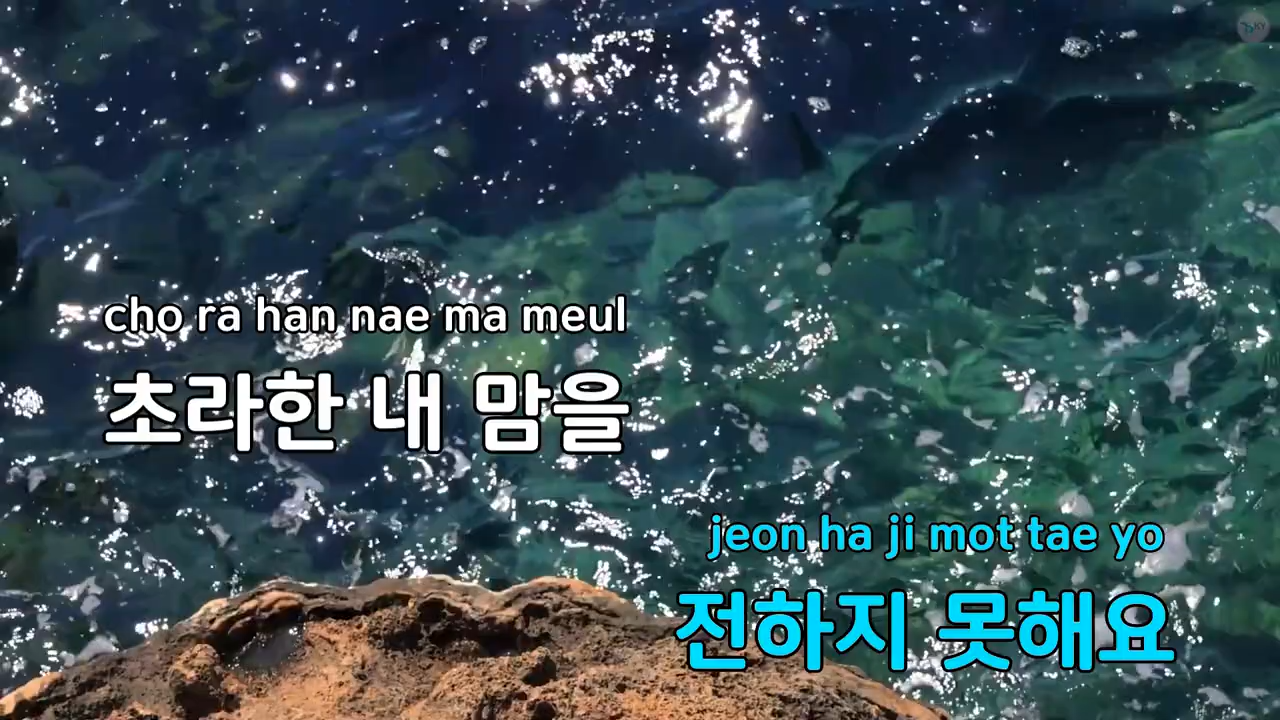 cho ra han nae ma meul
초라한 내 맘을
jeon ha ji mot tae yo
전하지 못해요